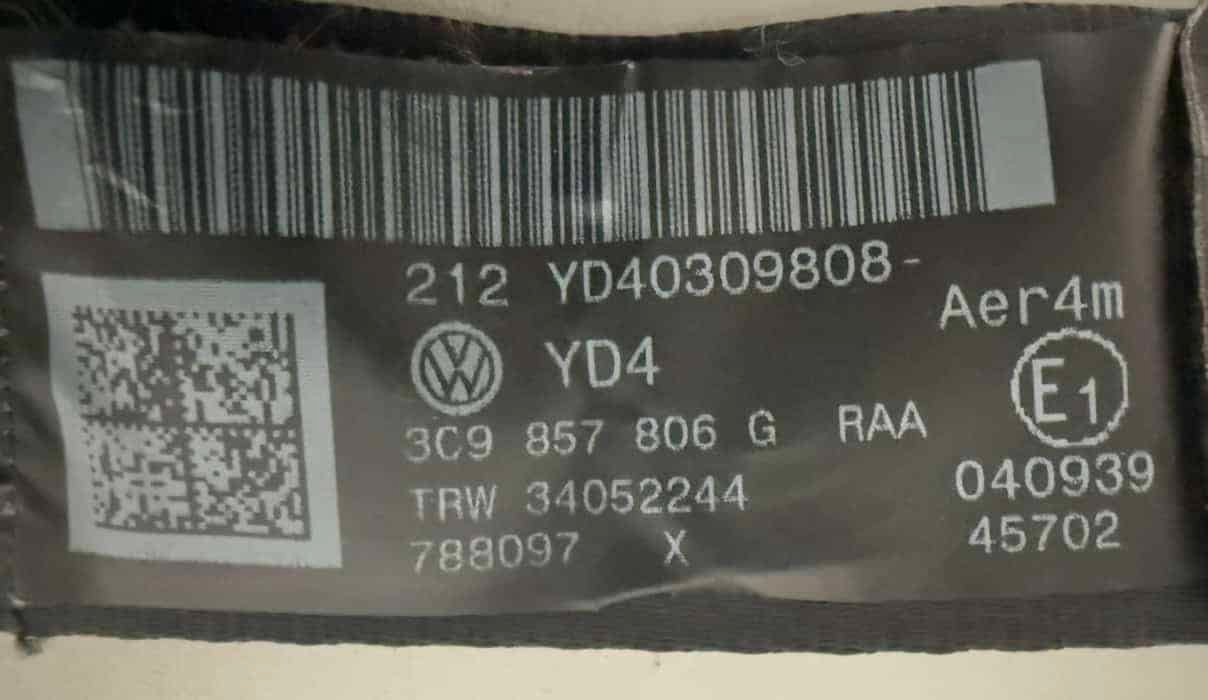 212 YD40309808-
Aer4m
YD4
E1
3C9 857 806 G RAA
040939
TRW 34052244
45702
788097 X